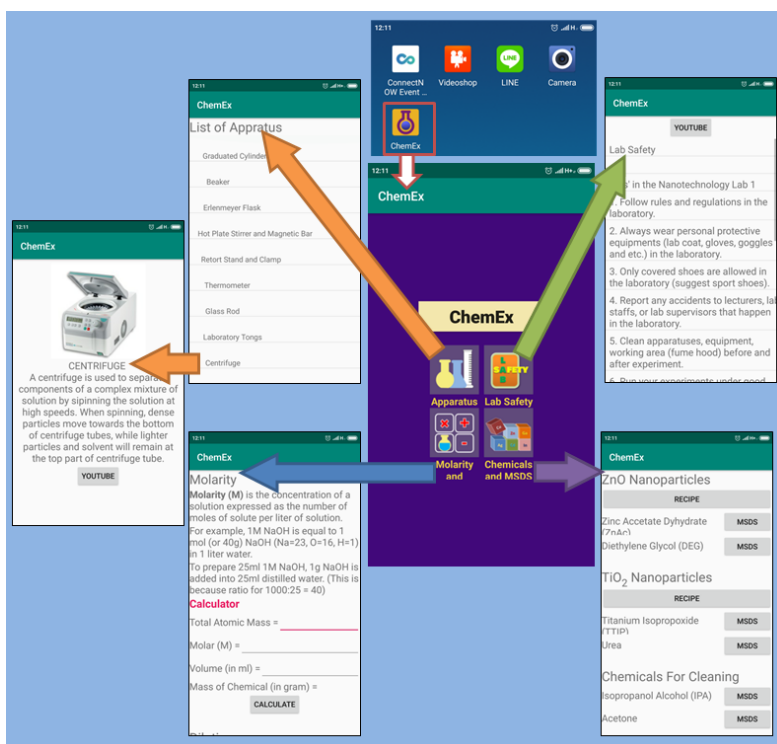 12:11
H
ConnectN
OW Event ...
Videoshop
LINE
LINE
Camera
ChemEx
12:11
H+
ChemEx
ChemEx
Apparatus
Lab Safety
SAFETY
Molarity
and
Chemicals
and MSDS
12:11
ChemEx
List of Appratus
Graduated Cylinder
Beaker
Erlenmeyer Flask
Hot Plate Stirrer and Magnetic Bar
Retort Stand and Clamp
Thermometer
Glass Rod
Laboratory Tongs
Centrifuge
12:11
ChemEx
CENTRIFUGE
A centrifuge is used to separate
components of a complex mixture of
solution by sipinning the solution at
high speeds. When spinning, dense
particles move towards the bottom
of centrifuge tubes, while lighter
particles and solvent will remain at
the top part of centrifuge tube.
YOUTUBE
12:11
ChemEx
YOUTUBE
Lab Safety
in the Nanotechnology Lab 1
1. Follow rules and regulations in the
laboratory.
2. Always wear personal protective
equipments (lab coat, gloves, goggles
and etc.) in the laboratory.
3. Only covered shoes are allowed in
the laboratory (suggest sport shoes).
4. Report any accidents to lecturers, lab
staffs, or lab supervisors that happen
in the laboratory.
5. Clean apparatuses, equipment,
working area (fume hood) before and
after experiment.
6. Run your experiments under good
12:11
ChemEx
Molarity
Molarity (M) is the concentration of a
solution expressed as the number of
moles of solute per liter of solution.
For example, 1M NaOH is equal to 1
mol (or 40g) NaOH (Na=23, O=16, H=1)
in 1 liter water.
To prepare 25ml 1M NaOH, 1g NaOH is
added into 25ml distilled water. (This is
because ratio for 1000:25 = 40)
Calculator
Total Atomic Mass =
Molar (M) =
Volume (in ml) =
Mass of Chemical (in gram) =
CALCULATE
12:11
ChemEx
ZnO Nanoparticles
RECIPE
Zinc Accetate Dyhydrate
(ZnAc)
MSDS
Diethylene Glycol (DEG)
MSDS
TiO2 Nanoparticles
RECIPE
Titanium Isopropoxide
(TTIP)
MSDS
Urea
MSDS
Chemicals For Cleaning
Isopropanol Alcohol (IPA)
MSDS
Acetone
MSDS